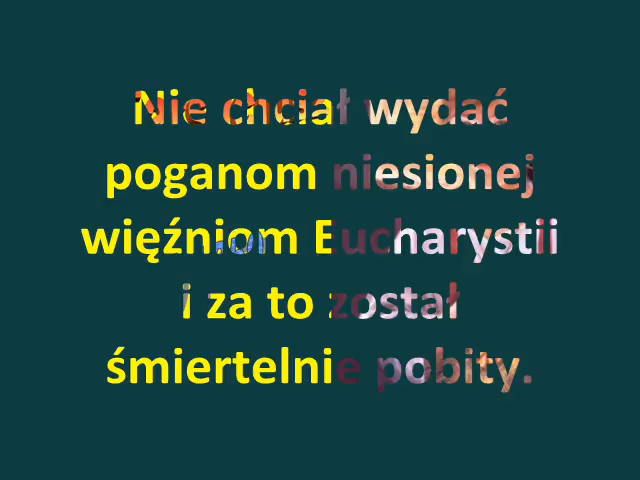 Nie chciał wydać
poganom niesionej
więźniom Eucharystii
i za to został
śmiertelnie pobity.